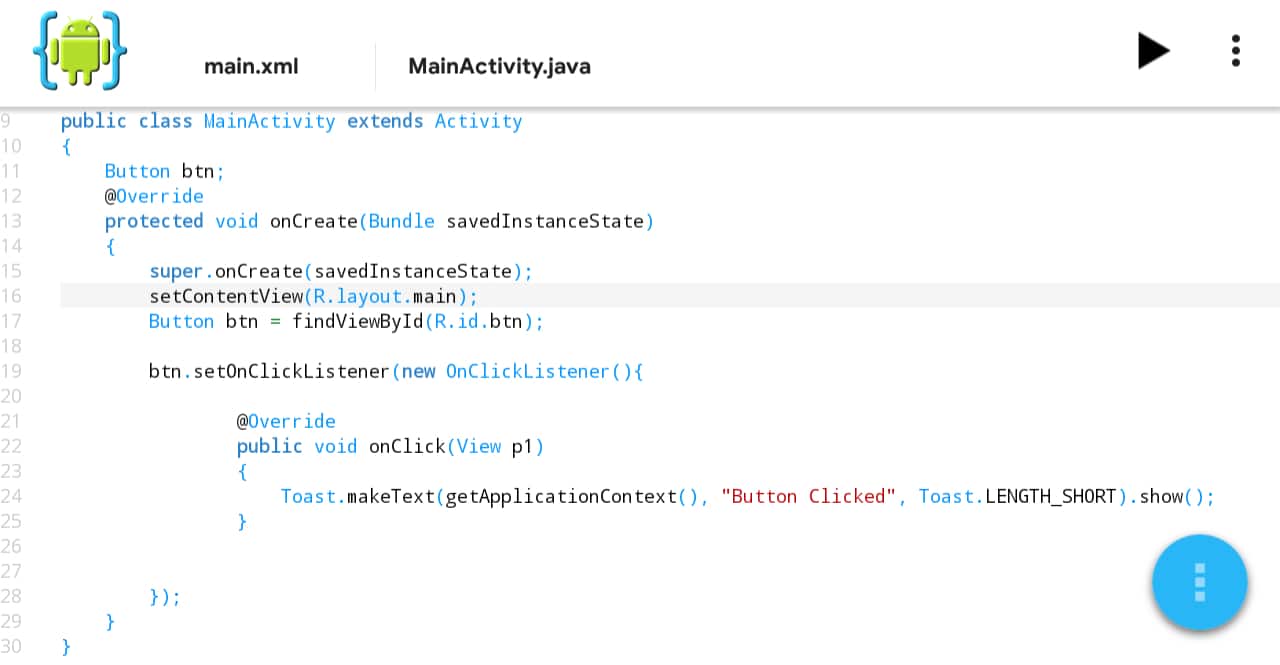 main.xml
MainActivity.java
9 public class MainActivity extends Activity
10 {
11 Button btn;
12 @Override
13 protected void onCreate(Bundle savedInstanceState)
14 {
15 super.onCreate(savedInstanceState);
16 setContentView(R.layout.main);
17 Button btn = findViewById(R.id.btn);
18
19 btn.setOnClickListener(new OnClickListener(){
20
21 @Override
22 public void onClick(View p1)
23 {
24 Toast.makeText(getApplicationContext(), "Button Clicked", Toast.LENGTH_SHORT).show();
25 }
26
27
28 });
29 }
30 }